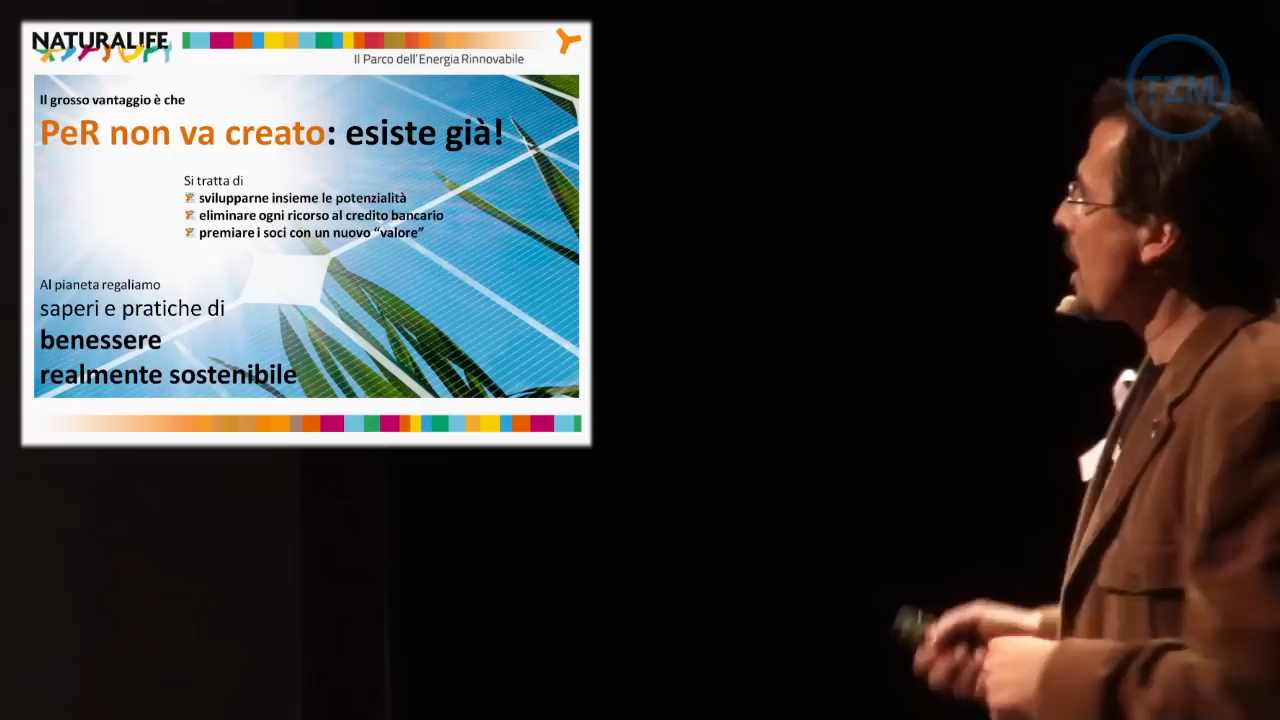 NATURALIFE
Il Parco dell'Energia Rinnovabile
TZM
Il grosso vantaggio è che
PeR non va creato: esiste già!
Si tratta di
svilupparne insieme le potenzialità
eliminare ogni ricorso al credito bancario
premiare i soci con un nuovo “valore”
Al pianeta regaliamo
saperi e pratiche di
benessere
realmente sostenibile